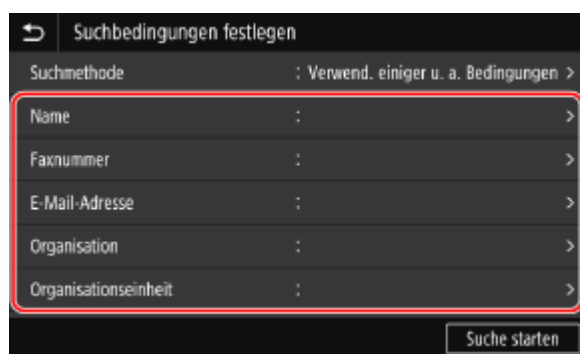 Suchbedingungen festlegen
Suchmethode : Verwend. einiger u. a. Bedingungen >
Name : >
Faxnummer : >
E-Mail-Adresse : >
Organisation : >
Organisationseinheit : >
Suche starten